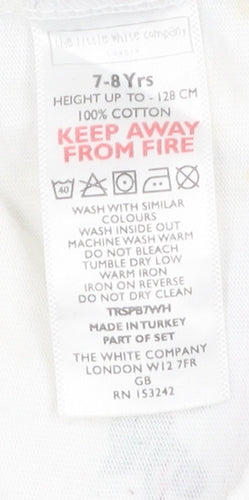 the little white company
LONDON
7-8 Yrs
HEIGHT UP TO - 128 CM
100% COTTON
KEEP AWAY
FROM FIRE
40
WASH WITH SIMILAR
COLOURS
WASH INSIDE OUT
MACHINE WASH WARM
DO NOT BLEACH
TUMBLE DRY LOW
WARM IRON
IRON ON REVERSE
DO NOT DRY CLEAN
TRSPB7WH
MADE IN TURKEY
PART OF SET
THE WHITE COMPANY
LONDON W12 7FR
GB
RN 153242